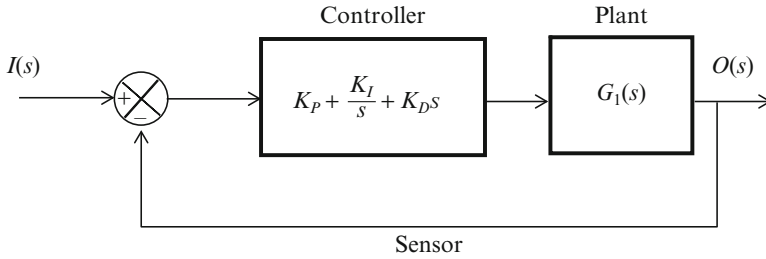 Controller
Plant
I(s)
+
−
K_P + K_I/s + K_D s
G_1(s)
O(s)
Sensor